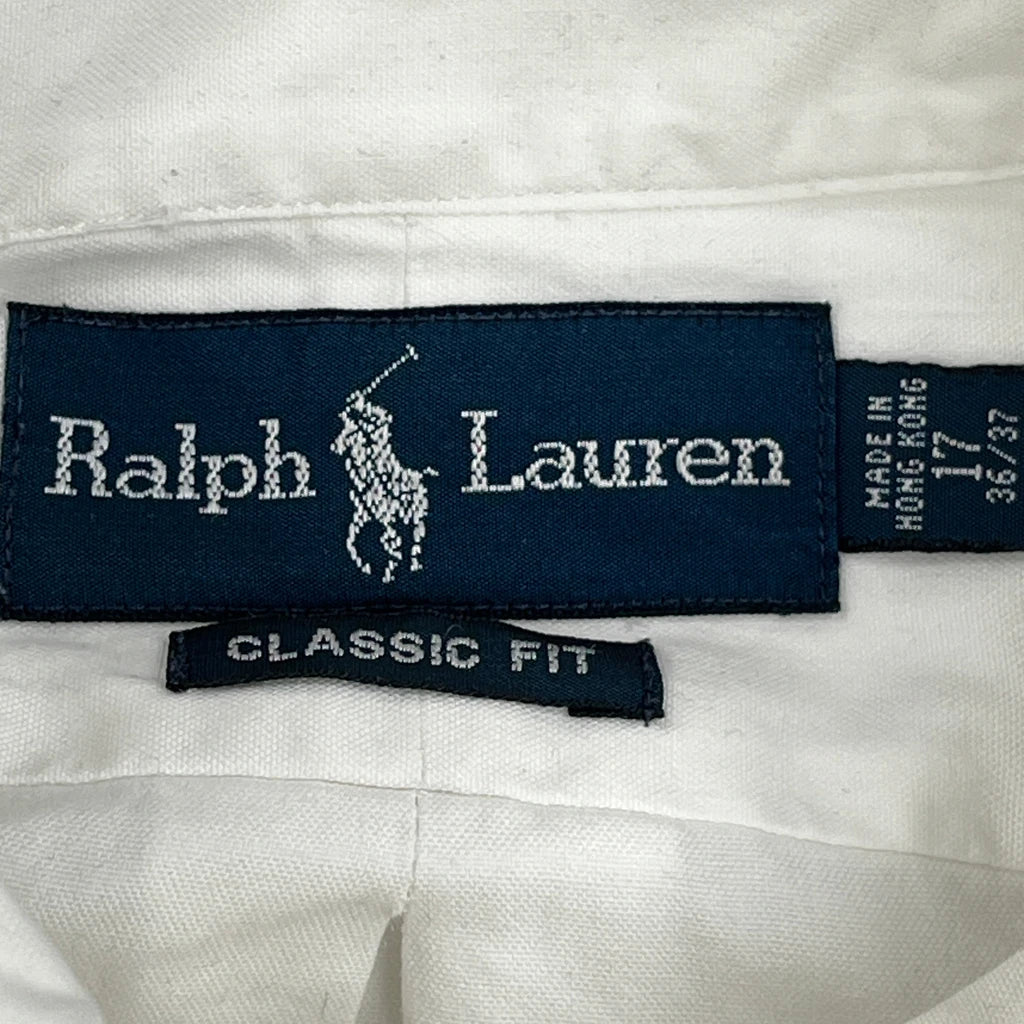 Ralph Lauren
CLASSIC FIT
MADE IN
HONG KONG
17
36/37